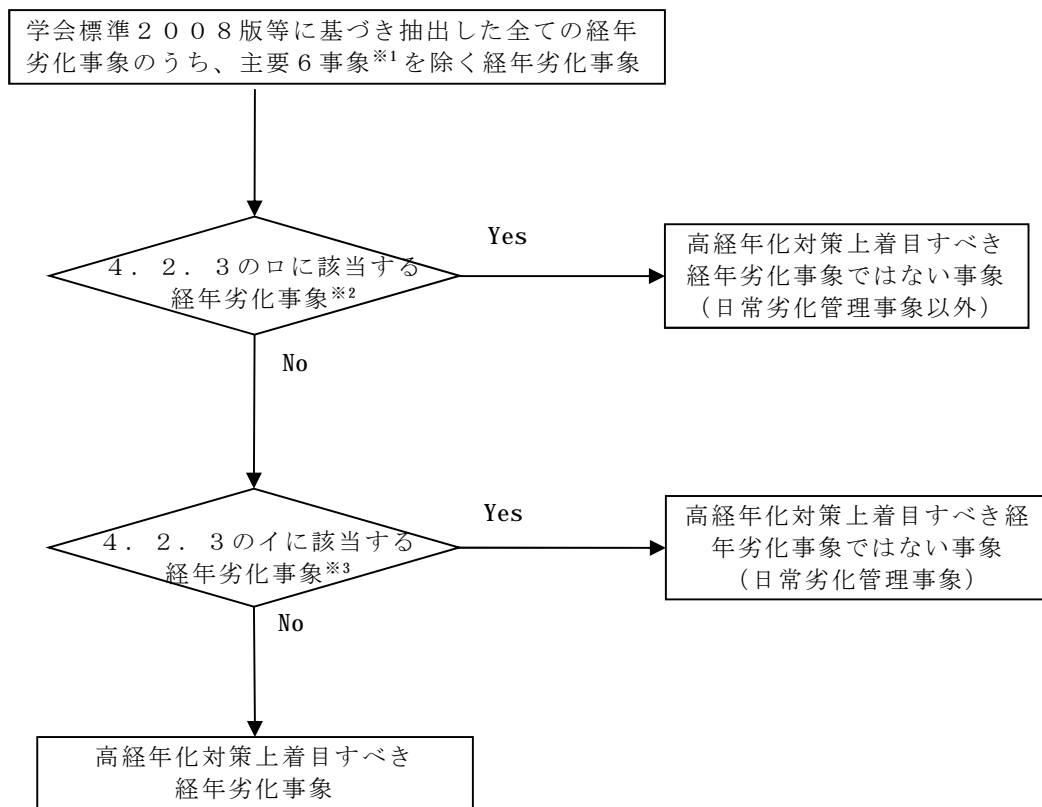 学会標準２００８版等に基づき抽出した全ての経年
劣化事象のうち、主要６事象※1を除く経年劣化事象
４．２．３のロに該当する
経年劣化事象※2
Yes
高経年化対策上着目すべき
経年劣化事象ではない事象
（日常劣化管理事象以外）
No
４．２．３のイに該当する
経年劣化事象※3
Yes
高経年化対策上着目すべき経
年劣化事象ではない事象
（日常劣化管理事象）
No
高経年化対策上着目すべき
経年劣化事象